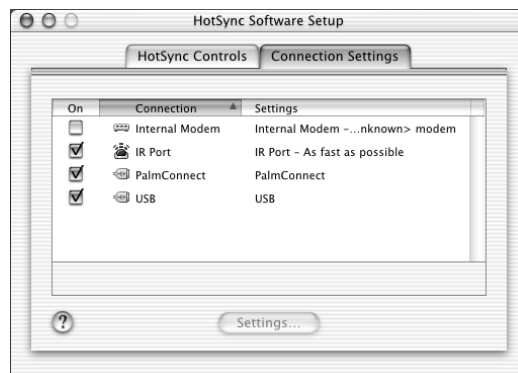 HotSync Software Setup
HotSync Controls Connection Settings
On Connection Settings
Internal Modem Internal Modem –...nknown> modem
IR Port IR Port – As fast as possible
PalmConnect PalmConnect
USB USB
? Settings...